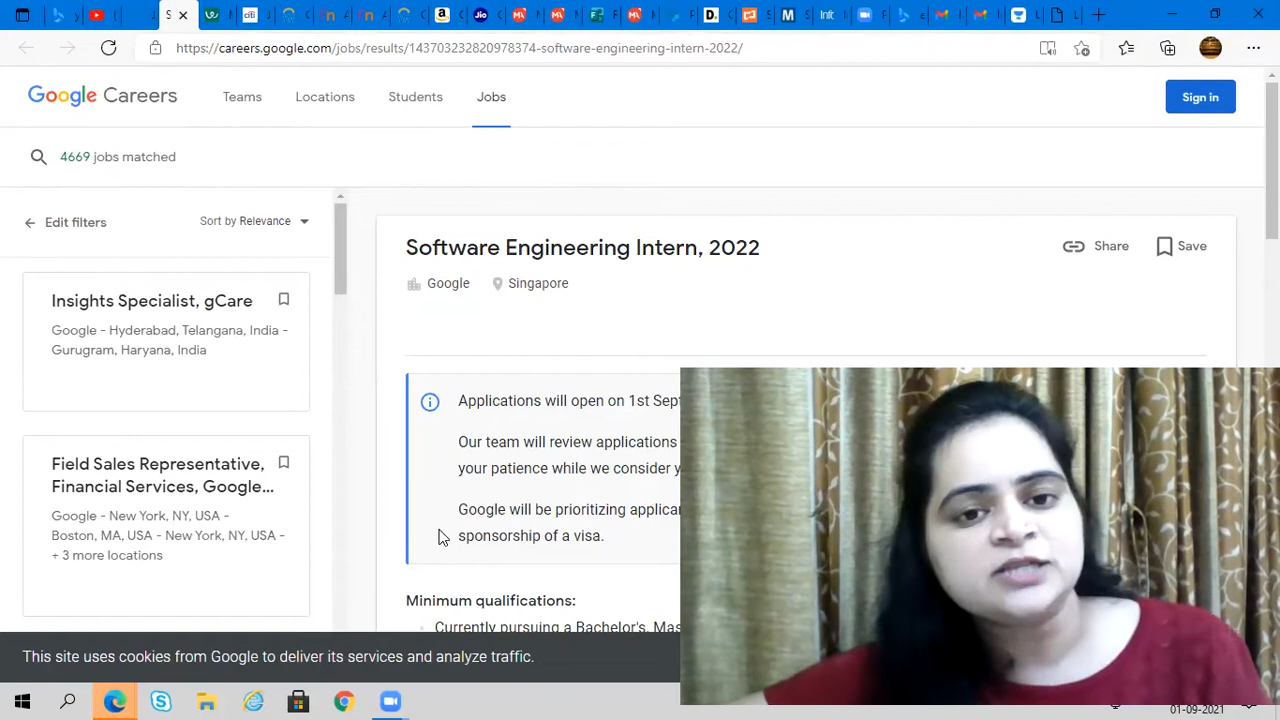 https://careers.google.com/jobs/results/143703232820978374-software-engineering-intern-2022/
Google Careers
Teams
Locations
Students
Jobs
Sign in
4669 jobs matched
Edit filters
Sort by Relevance
Insights Specialist, gCare
Google - Hyderabad, Telangana, India -
Gurugram, Haryana, India
Field Sales Representative,
Financial Services, Google...
Google - New York, NY, USA -
Boston, MA, USA - New York, NY, USA -
+ 3 more locations
Software Engineering Intern, 2022
Share
Save
Google
Singapore
Applications will open on 1st Sept
Our team will review applications
your patience while we consider y
Google will be prioritizing applicar
sponsorship of a visa.
Minimum qualifications:
Currently pursuing a Bachelor's, Mas
This site uses cookies from Google to deliver its services and analyze traffic.
01-09-2021